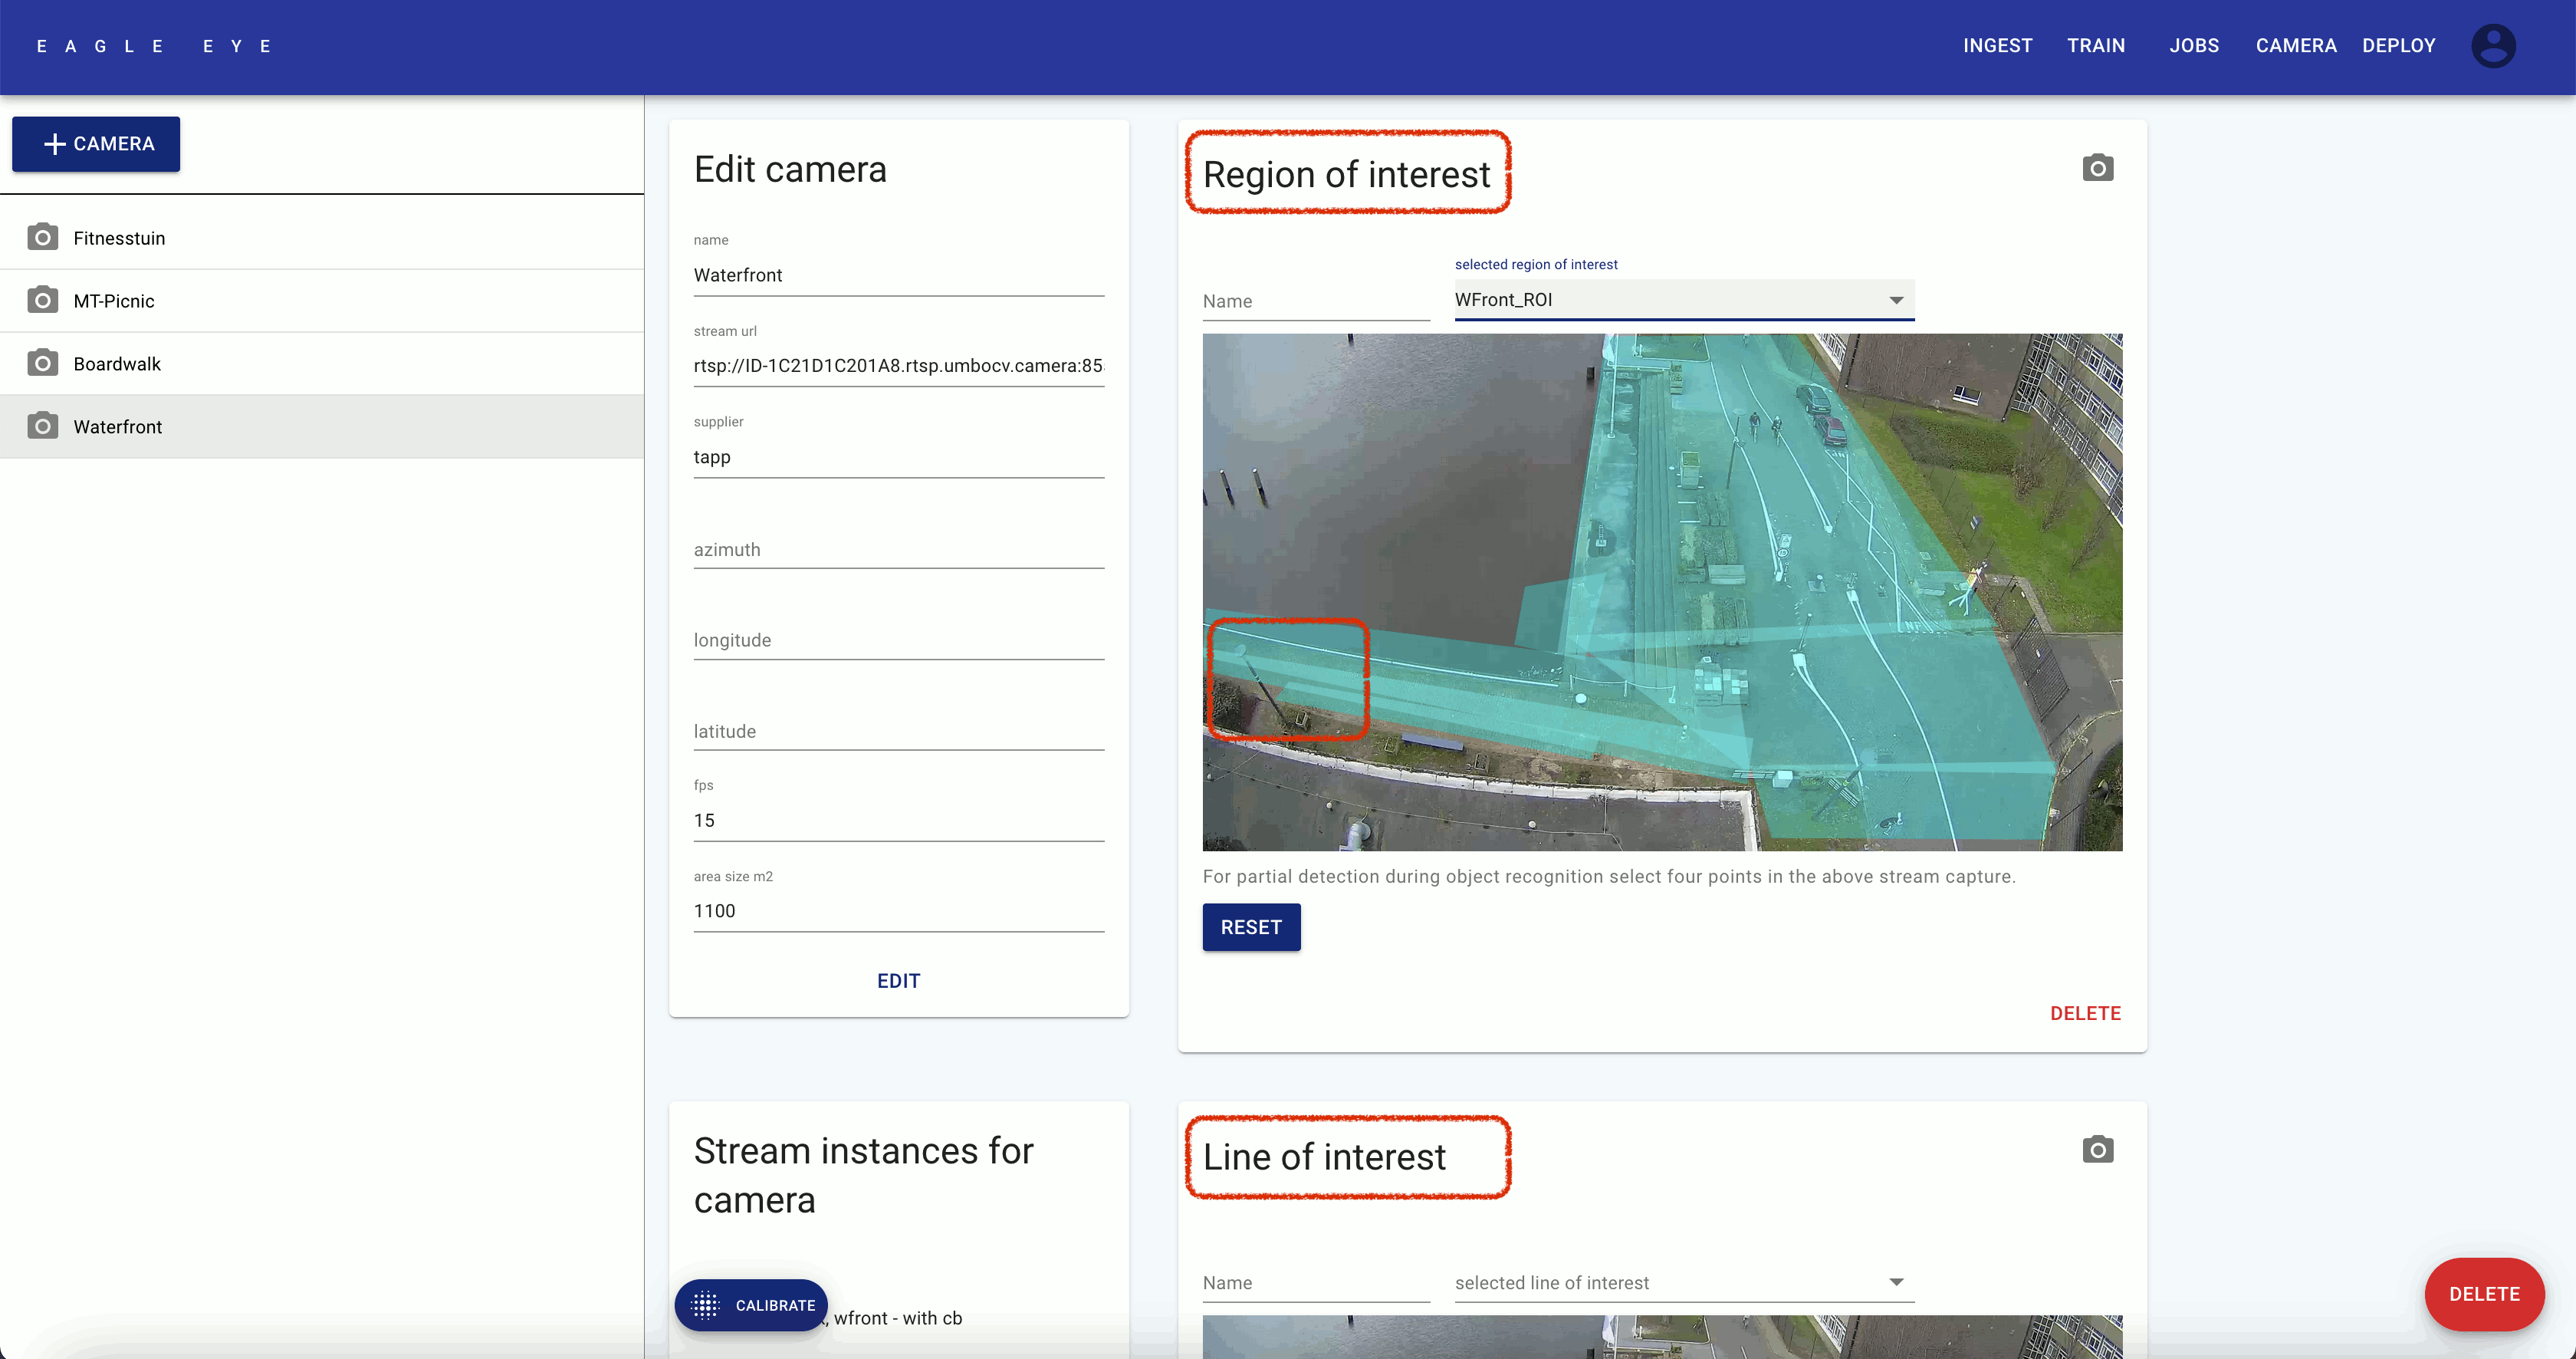 EAGLE EYE
INGEST TRAIN JOBS CAMERA DEPLOY
+ CAMERA
Fitnesstuin
MT-Picnic
Boardwalk
Waterfront
Edit camera
name
Waterfront
stream url
rtsp://ID-1C21D1C201A8.rtsp.umbocv.camera:85
supplier
tapp
azimuth
longitude
latitude
fps
15
area size m2
1100
EDIT
Region of interest
Name
selected region of interest
WFront_ROI
For partial detection during object recognition select four points in the above stream capture.
RESET
DELETE
Stream instances for
camera
CALIBRATE
, wfront - with cb
Line of interest
Name
selected line of interest
DELETE